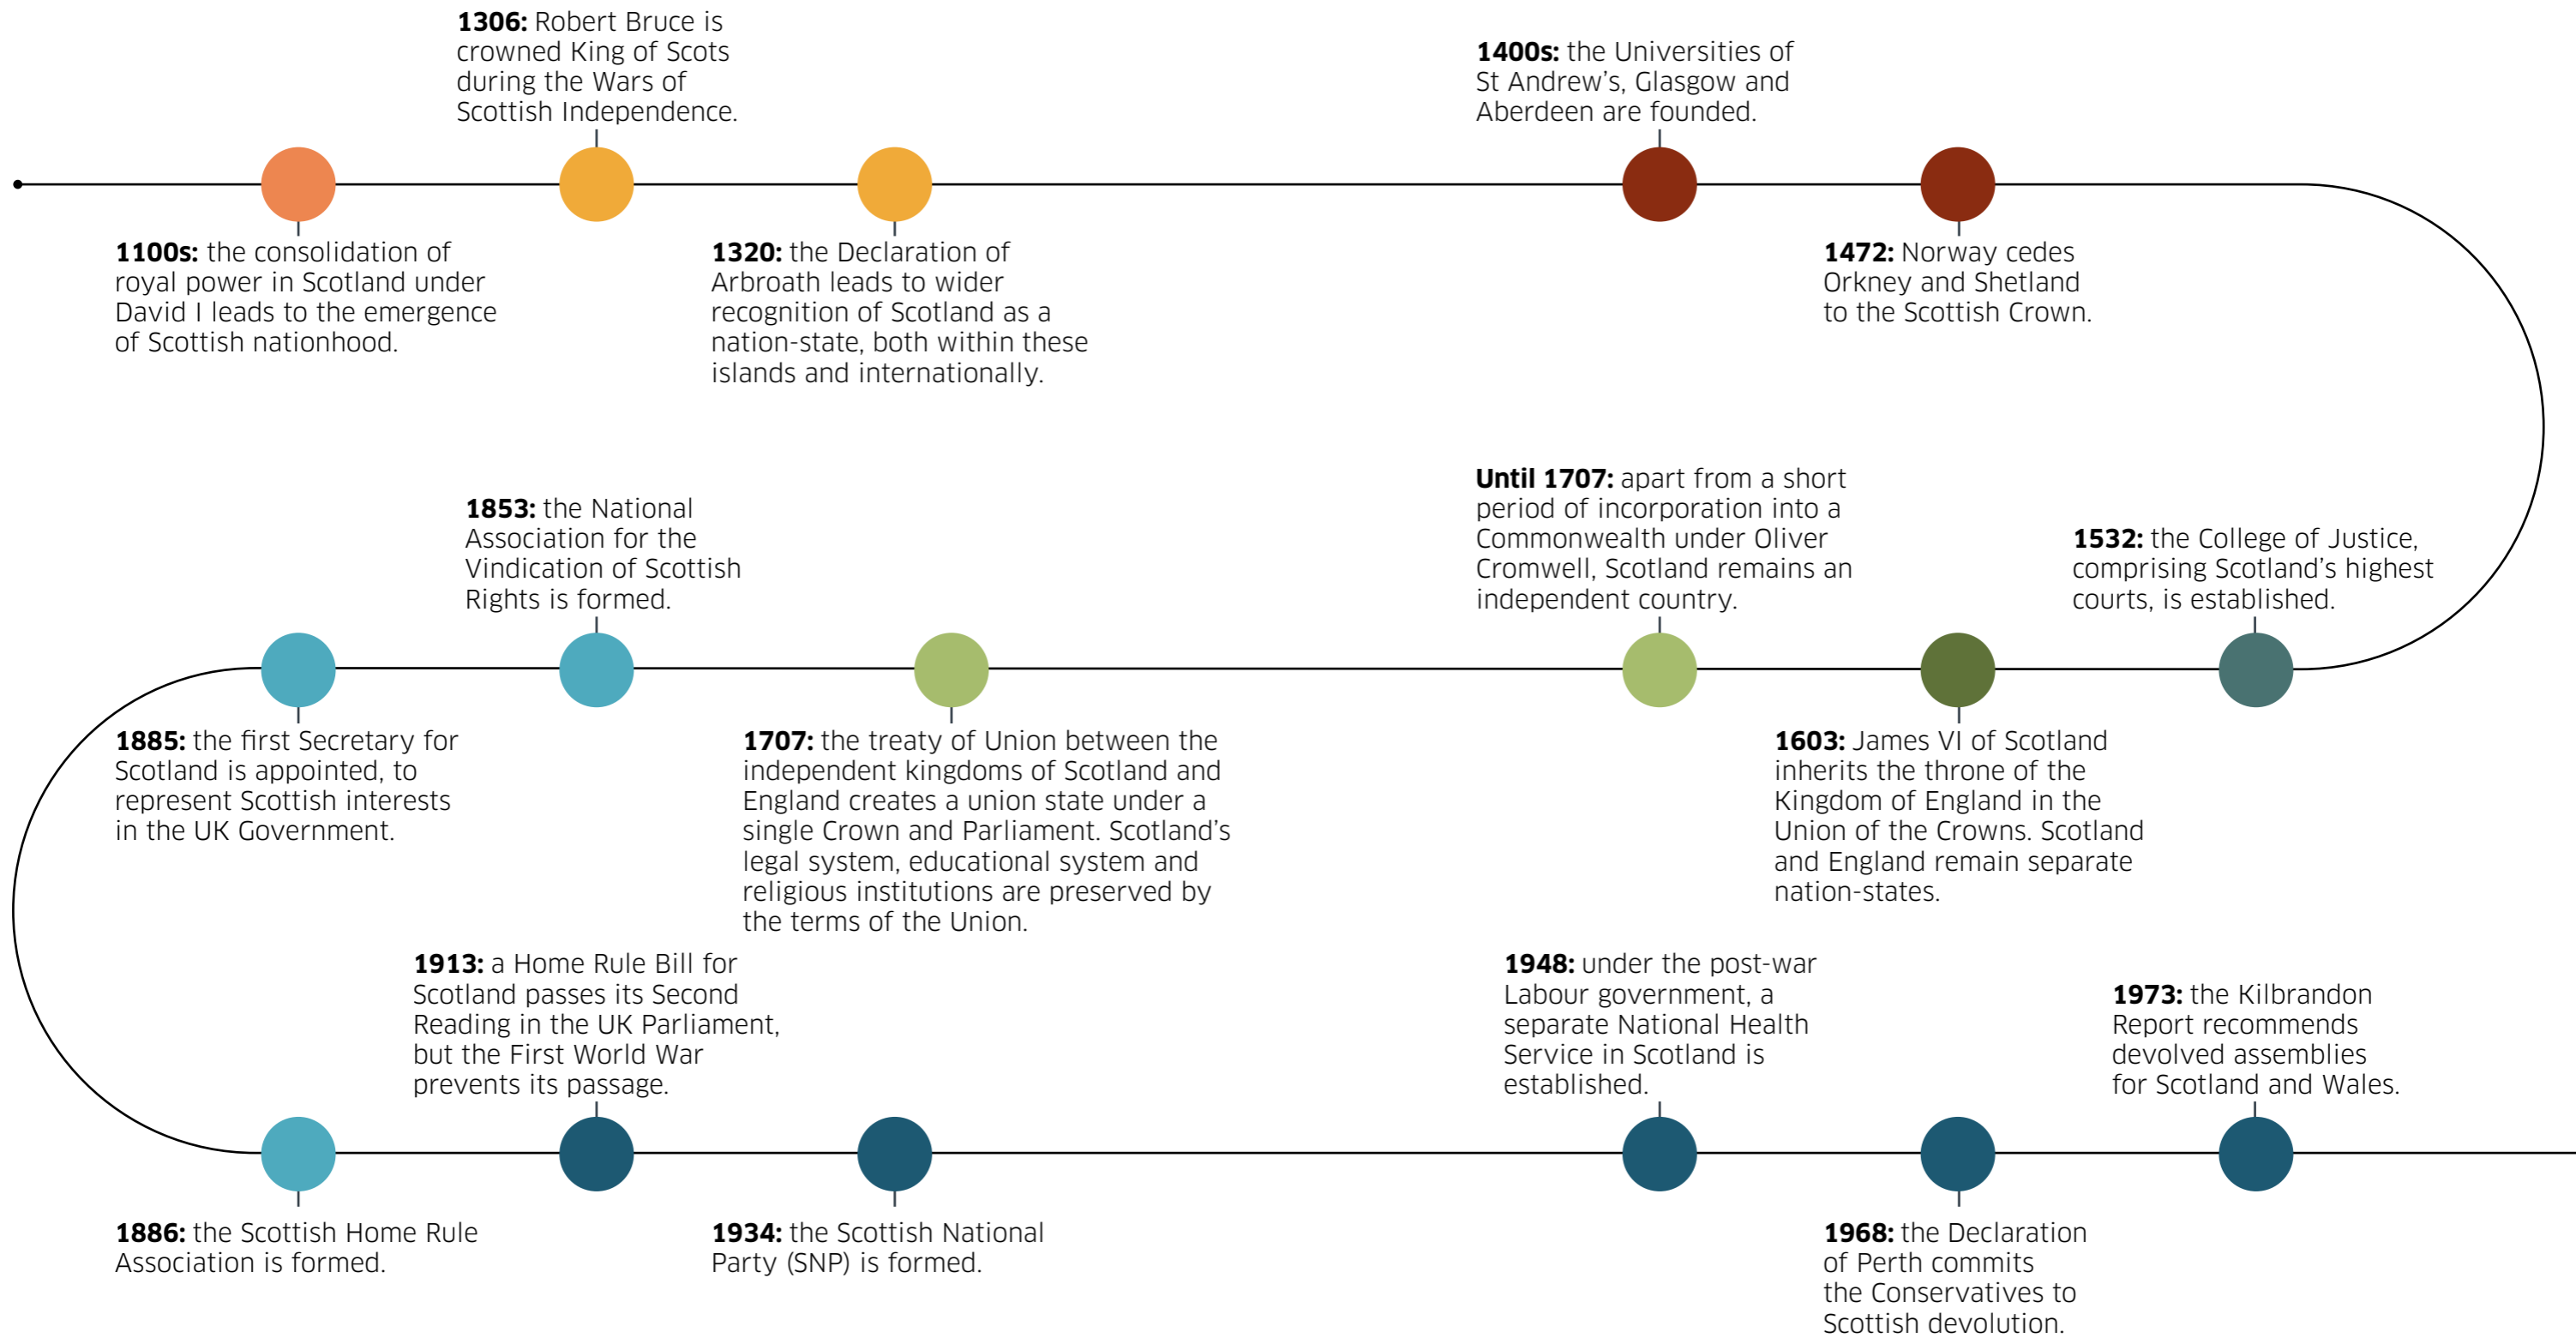 1306: Robert Bruce is
crowned King of Scots
during the Wars of
Scottish Independence.
1400s: the Universities of
St Andrew’s, Glasgow and
Aberdeen are founded.
1100s: the consolidation of
royal power in Scotland under
David I leads to the emergence
of Scottish nationhood.
1320: the Declaration of
Arbroath leads to wider
recognition of Scotland as a
nation-state, both within these
islands and internationally.
1472: Norway cedes
Orkney and Shetland
to the Scottish Crown.
1853: the National
Association for the
Vindication of Scottish
Rights is formed.
Until 1707: apart from a short
period of incorporation into a
Commonwealth under Oliver
Cromwell, Scotland remains an
independent country.
1532: the College of Justice,
comprising Scotland’s highest
courts, is established.
1885: the first Secretary for
Scotland is appointed, to
represent Scottish interests
in the UK Government.
1707: the treaty of Union between the
independent kingdoms of Scotland and
England creates a union state under a
single Crown and Parliament. Scotland’s
legal system, educational system and
religious institutions are preserved by
the terms of the Union.
1603: James VI of Scotland
inherits the throne of the
Kingdom of England in the
Union of the Crowns. Scotland
and England remain separate
nation-states.
1913: a Home Rule Bill for
Scotland passes its Second
Reading in the UK Parliament,
but the First World War
prevents its passage.
1948: under the post-war
Labour government, a
separate National Health
Service in Scotland is
established.
1973: the Kilbrandon
Report recommends
devolved assemblies
for Scotland and Wales.
1886: the Scottish Home Rule
Association is formed.
1934: the Scottish National
Party (SNP) is formed.
1968: the Declaration
of Perth commits
the Conservatives to
Scottish devolution.